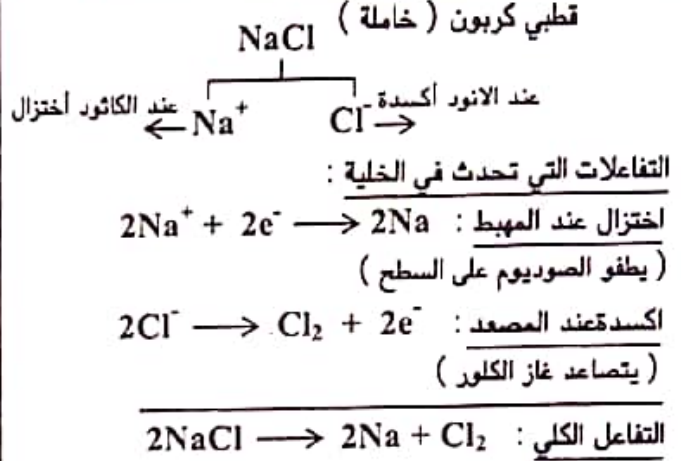 قطبي كربون ( خاملة )
NaCl
عند الانود أكسدة
عند الكاثود أختزال
Na⁺ Cl⁻
التفاعلات التي تحدث في الخلية :
اختزال عند المهبط : 2Na⁺ + 2e⁻ ⟶ 2Na
( يطفو الصوديوم على السطح )
اكسدةعند المصعد : 2Cl⁻ ⟶ Cl₂ + 2e⁻
( يتصاعد غاز الكلور )
التفاعل الكلي : 2NaCl ⟶ 2Na + Cl₂